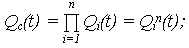 Q_c(t) = ∏_{i=1}^{n} Q_i(t) = Q_i^n(t);